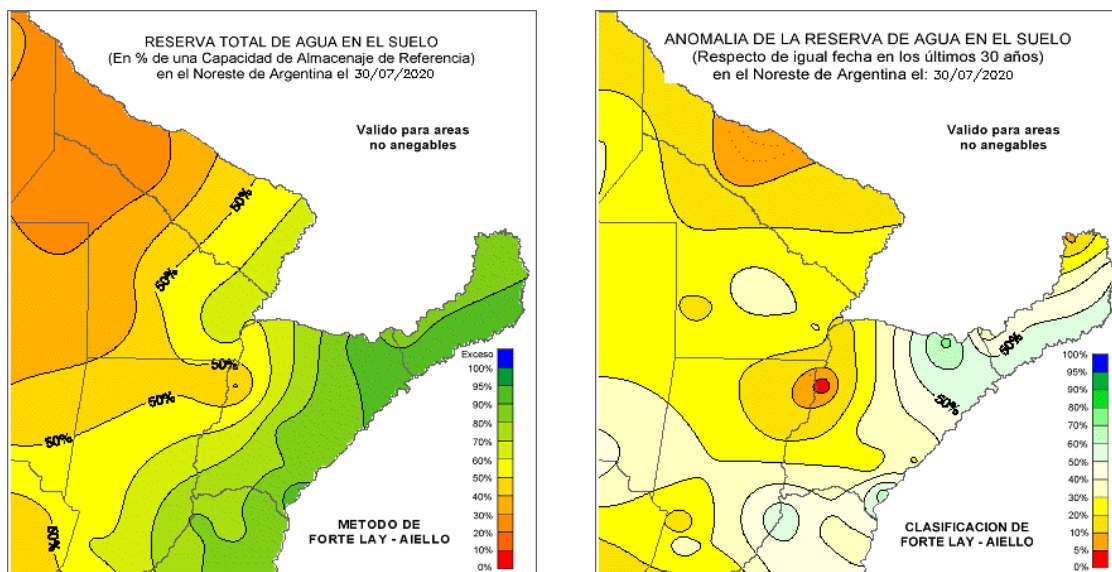 RESERVA TOTAL DE AGUA EN EL SUELO
(En % de una Capacidad de Almacenaje de Referencia)
en el Noreste de Argentina el 30/07/2020
Valido para areas
no anegables
50%
50%
50%
50%
50%
50%
Exceso
100%
95%
90%
80%
70%
60%
50%
40%
30%
20%
10%
0%
METODO DE
FORTE LAY - AIELLO
ANOMALIA DE LA RESERVA DE AGUA EN EL SUELO
(Respecto de igual fecha en los últimos 30 años)
en el Noreste de Argentina el: 30/07/2020
Valido para areas
no anegables
50%
50%
100%
95%
90%
80%
70%
60%
50%
40%
30%
20%
10%
5%
0%
CLASIFICACION DE
FORTE LAY - AIELLO